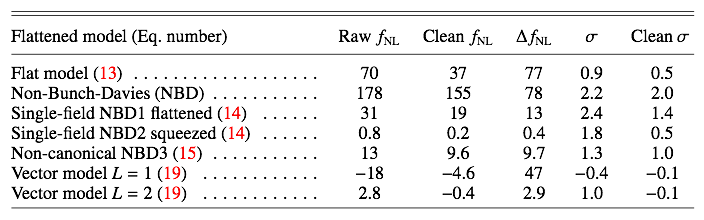 Flattened model (Eq. number) Raw fNL Clean fNL ΔfNL σ Clean σ
Flat model (13) . . . . . . . . . . . . . . . . . . . . 70 37 77 0.9 0.5
Non-Bunch-Davies (NBD) . . . . . . . . . . . 178 155 78 2.2 2.0
Single-field NBD1 flattened (14) . . . . . . . 31 19 13 2.4 1.4
Single-field NBD2 squeezed (14) . . . . . . . 0.8 0.2 0.4 1.8 0.5
Non-canonical NBD3 (15) . . . . . . . . . . . 13 9.6 9.7 1.3 1.0
Vector model L = 1 (19) . . . . . . . . . . . . −18 −4.6 47 −0.4 −0.1
Vector model L = 2 (19) . . . . . . . . . . . . 2.8 −0.4 2.9 1.0 −0.1